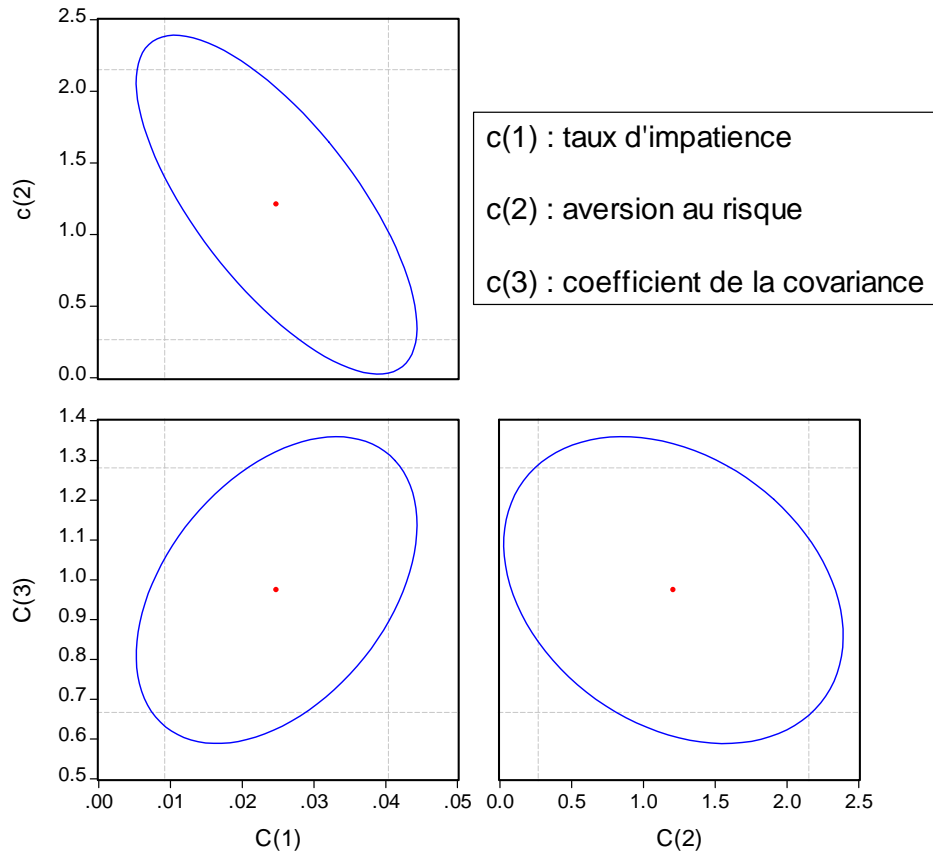 2.5
2.0
1.5
1.0
0.5
0.0
c(2)
c(1) : taux d'impatience
c(2) : aversion au risque
c(3) : coefficient de la covariance
1.4
1.3
1.2
1.1
1.0
0.9
0.8
0.7
0.6
0.5
C(3)
.00 .01 .02 .03 .04 .05
C(1)
0.0 0.5 1.0 1.5 2.0 2.5
C(2)